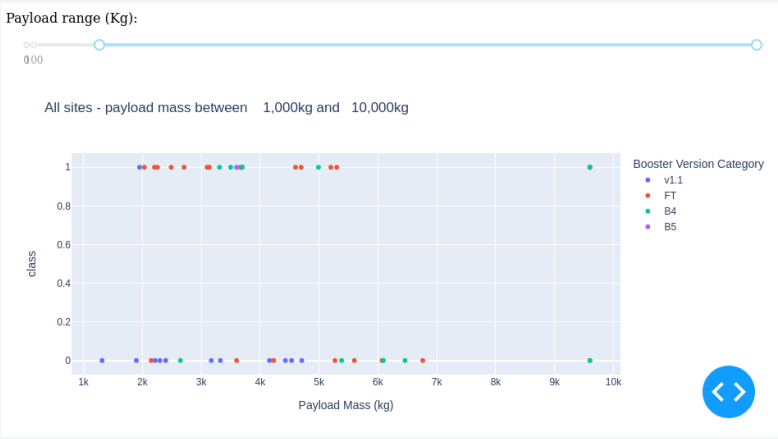 Payload range (Kg):
0 100
All sites - payload mass between 1,000kg and 10,000kg
Booster Version Category
v1.1
FT
B4
B5
class
1
0.8
0.6
0.4
0.2
0
1k 2k 3k 4k 5k 6k 7k 8k 9k 10k
Payload Mass (kg)